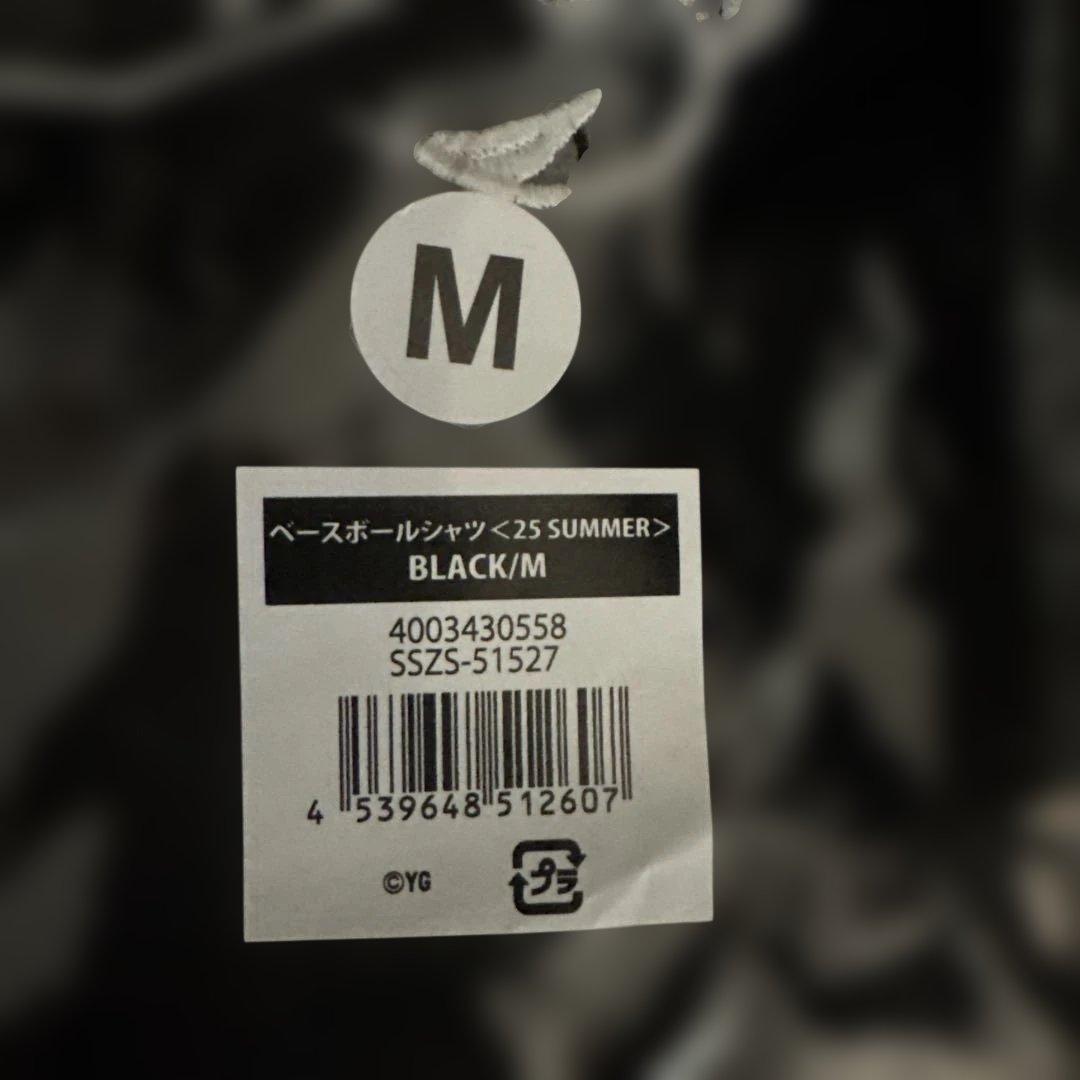 M
ベースボールシャツ＜25 SUMMER＞
BLACK/M
4003430558
SSZS-51527
4 539648 512607
©YG
プラ